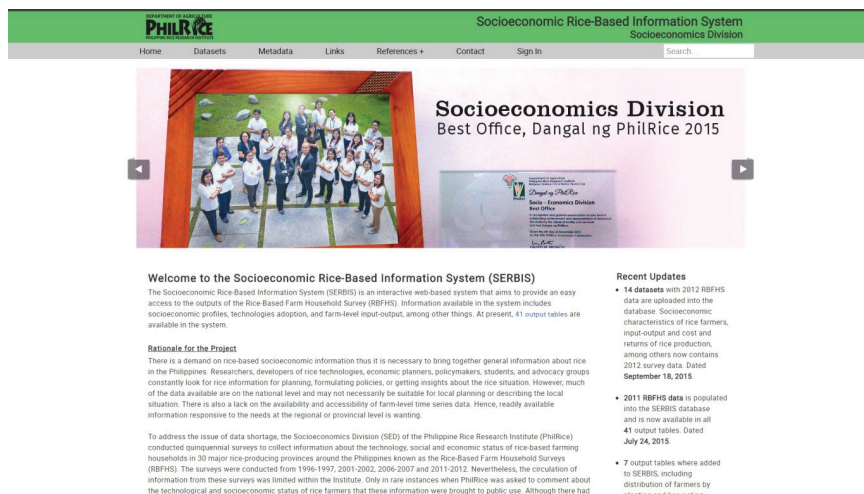 DEPARTMENT OF AGRICULTURE
PHILRICE
PHILIPPINE RICE RESEARCH INSTITUTE
Socioeconomic Rice-Based Information System
Socioeconomics Division
Home Datasets Metadata Links References + Contact Sign In Search...
Socioeconomics Division
Best Office, Dangal ng PhilRice 2015
Dangal ng PhilRice
Socio - Economics Division
Best Office
Welcome to the Socioeconomic Rice-Based Information System (SERBIS)
The Socioeconomic Rice-Based Information System (SERBIS) is an interactive web-based system that aims to provide an easy
access to the outputs of the Rice-Based Farm Household Survey (RBFHS). Information available in the system includes
socioeconomic profiles, technologies adoption, and farm-level input-output, among other things. At present, 41 output tables are
available in the system.
Rationale for the Project
There is a demand on rice-based socioeconomic information thus it is necessary to bring together general information about rice
in the Philippines. Researchers, developers of rice technologies, economic planners, policymakers, students, and advocacy groups
constantly look for rice information for planning, formulating policies, or getting insights about the rice situation. However, much
of the data available are on the national level and may not necessarily be suitable for local planning or describing the local
situation. There is also a lack on the availability and accessibility of farm-level time series data. Hence, readily available
information responsive to the needs at the regional or provincial level is wanting.
To address the issue of data shortage, the Socioeconomics Division (SED) of the Philippine Rice Research Institute (PhilRice)
conducted quinquennial surveys to collect information about the technology, social and economic status of rice-based farming
households in 30 major rice-producing provinces around the Philippines known as the Rice-Based Farm Household Surveys
(RBFHS). The surveys were conducted from 1996-1997, 2001-2002, 2006-2007 and 2011-2012. Nevertheless, the circulation of
information from these surveys was limited within the Institute. Only in rare instances when PhilRice was asked to comment about
the technological and socioeconomic status of rice farmers that these information were brought to public use. Although there had
Recent Updates
• 14 datasets with 2012 RBFHS
data are uploaded into the
database. Socioeconomic
characteristics of rice farmers,
input-output and cost and
returns of rice production,
among others now contains
2012 survey data. Dated
September 18, 2015.
• 2011 RBFHS data is populated
into the SERBIS database
and is now available in all
41 output tables. Dated
July 24, 2015.
• 7 output tables where added
to SERBIS, including
distribution of farmers by